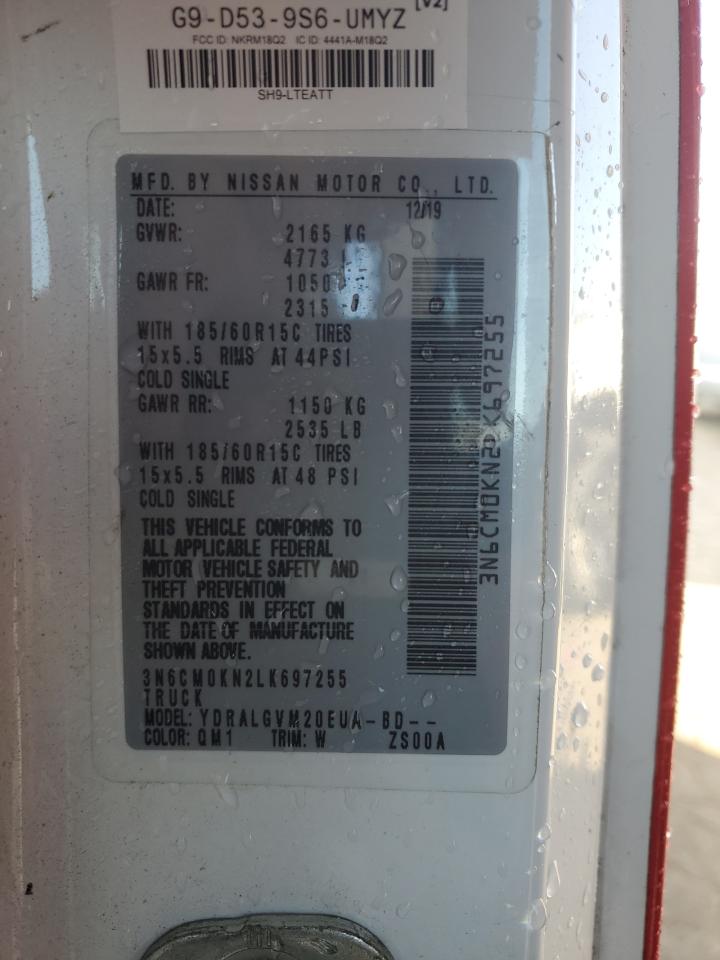 [V2]
G9-D53-9S6-UMYZ
FCC ID: NKRM18Q2 IC ID: 4441A-M18Q2
SH9-LTEATT
MFD. BY NISSAN MOTOR CO., LTD.
DATE: 12/19
GVWR: 2165 KG
4773 L
GAWR FR: 1050
2315
WITH 185/60R15C TIRES
15x5.5 RIMS AT 44PSI
COLD SINGLE
GAWR RR: 1150 KG
2535 LB
WITH 185/60R15C TIRES
15x5.5 RIMS AT 48 PSI
COLD SINGLE
THIS VEHICLE CONFORMS TO
ALL APPLICABLE FEDERAL
MOTOR VEHICLE SAFETY AND
THEFT PREVENTION
STANDARDS IN EFFECT ON
THE DATE OF MANUFACTURE
SHOWN ABOVE.
3N6CM0KN2LK697255
TRUCK
MODEL: YDRALGVM20EUA-BD--
COLOR: QM1 TRIM: W ZS00A
3N6CM0KN2LK697255